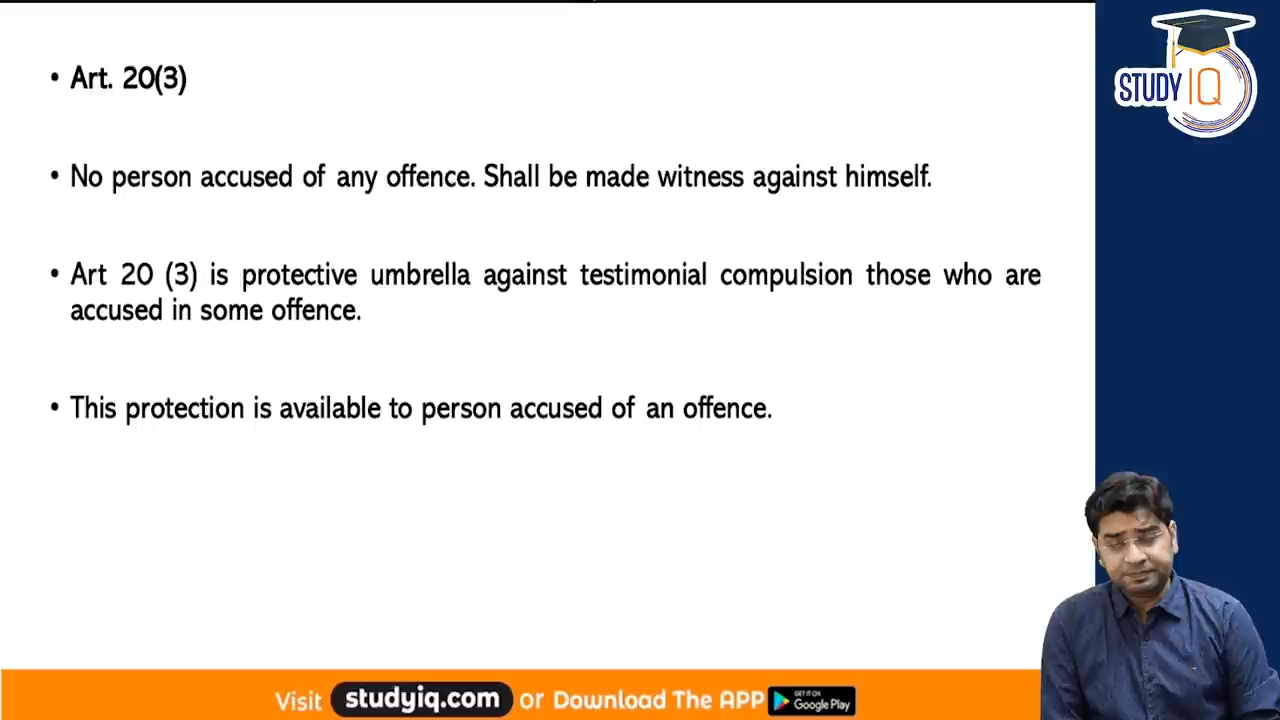 • Art. 20(3)
• No person accused of any offence. Shall be made witness against himself.
• Art 20 (3) is protective umbrella against testimonial compulsion those who are
accused in some offence.
• This protection is available to person accused of an offence.
STUDY IQ
Visit studyiq.com or Download The APP GET IT ON Google Play